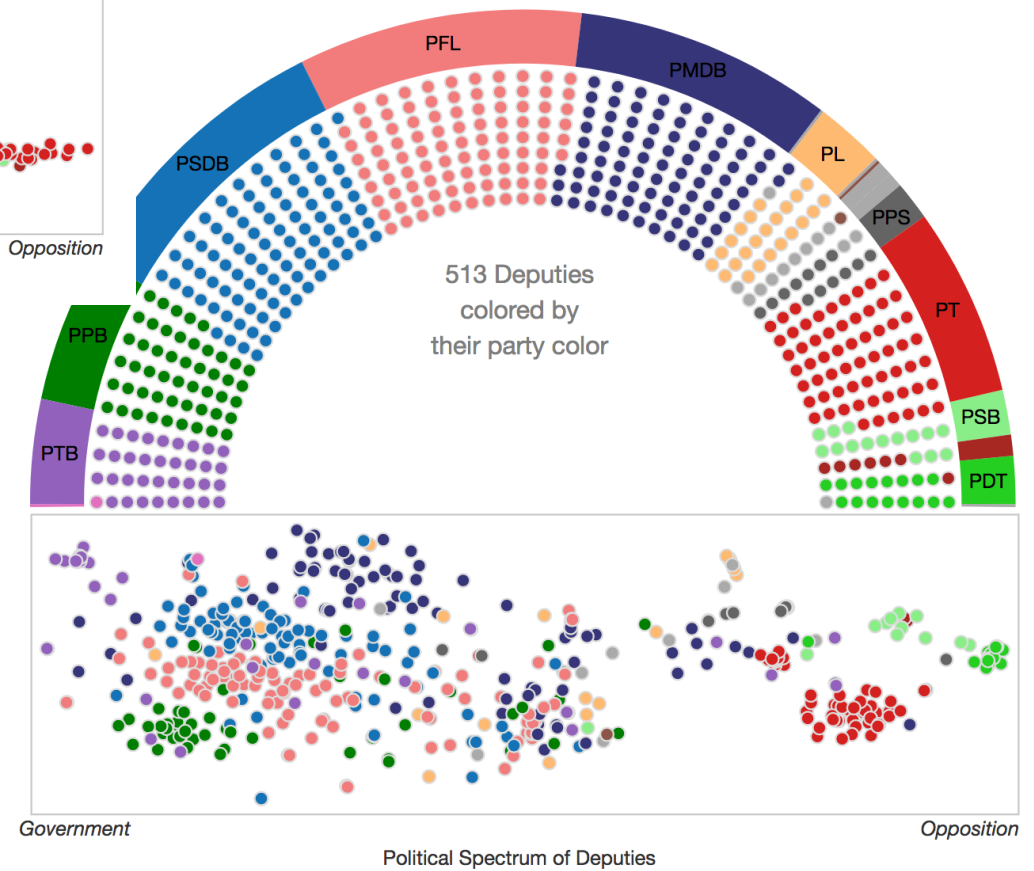 PFL
PMDB
PSDB
PL
Opposition
PPS
513 Deputies
colored by
their party color
PPB
PT
PSB
PTB
PDT
Government
Opposition
Political Spectrum of Deputies